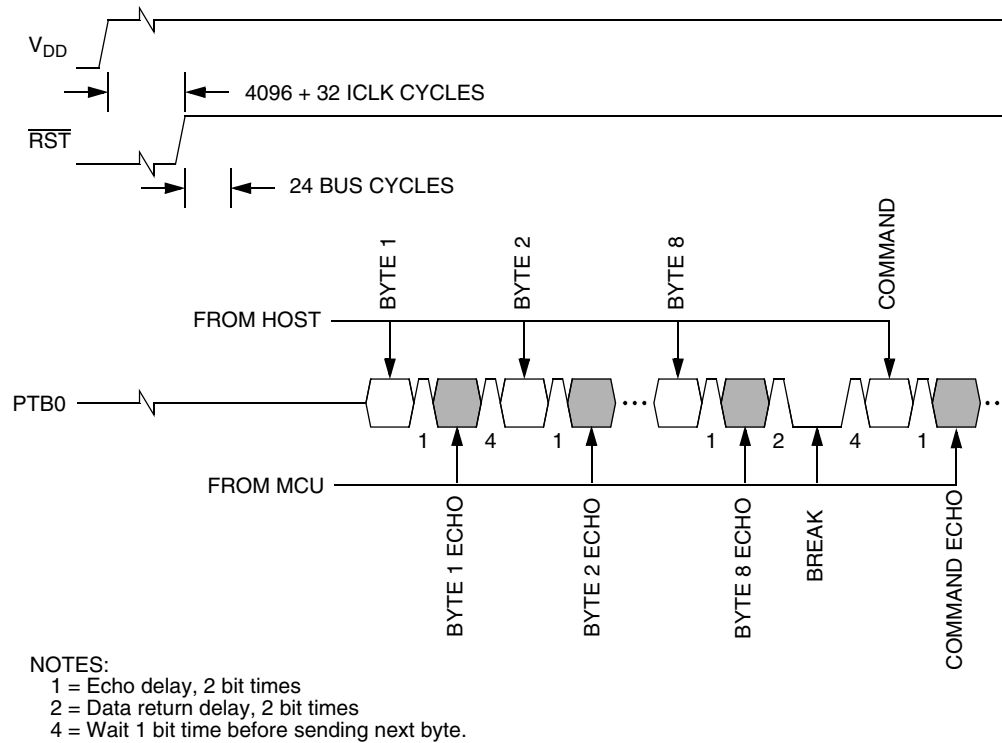 VDD
4096 + 32 ICLK CYCLES
RST
24 BUS CYCLES
BYTE 1
BYTE 2
BYTE 8
COMMAND
FROM HOST
PTB0
...
...
1
4
1
1
2
4
1
FROM MCU
BYTE 1 ECHO
BYTE 2 ECHO
BYTE 8 ECHO
BREAK
COMMAND ECHO
NOTES:
1 = Echo delay, 2 bit times
2 = Data return delay, 2 bit times
4 = Wait 1 bit time before sending next byte.